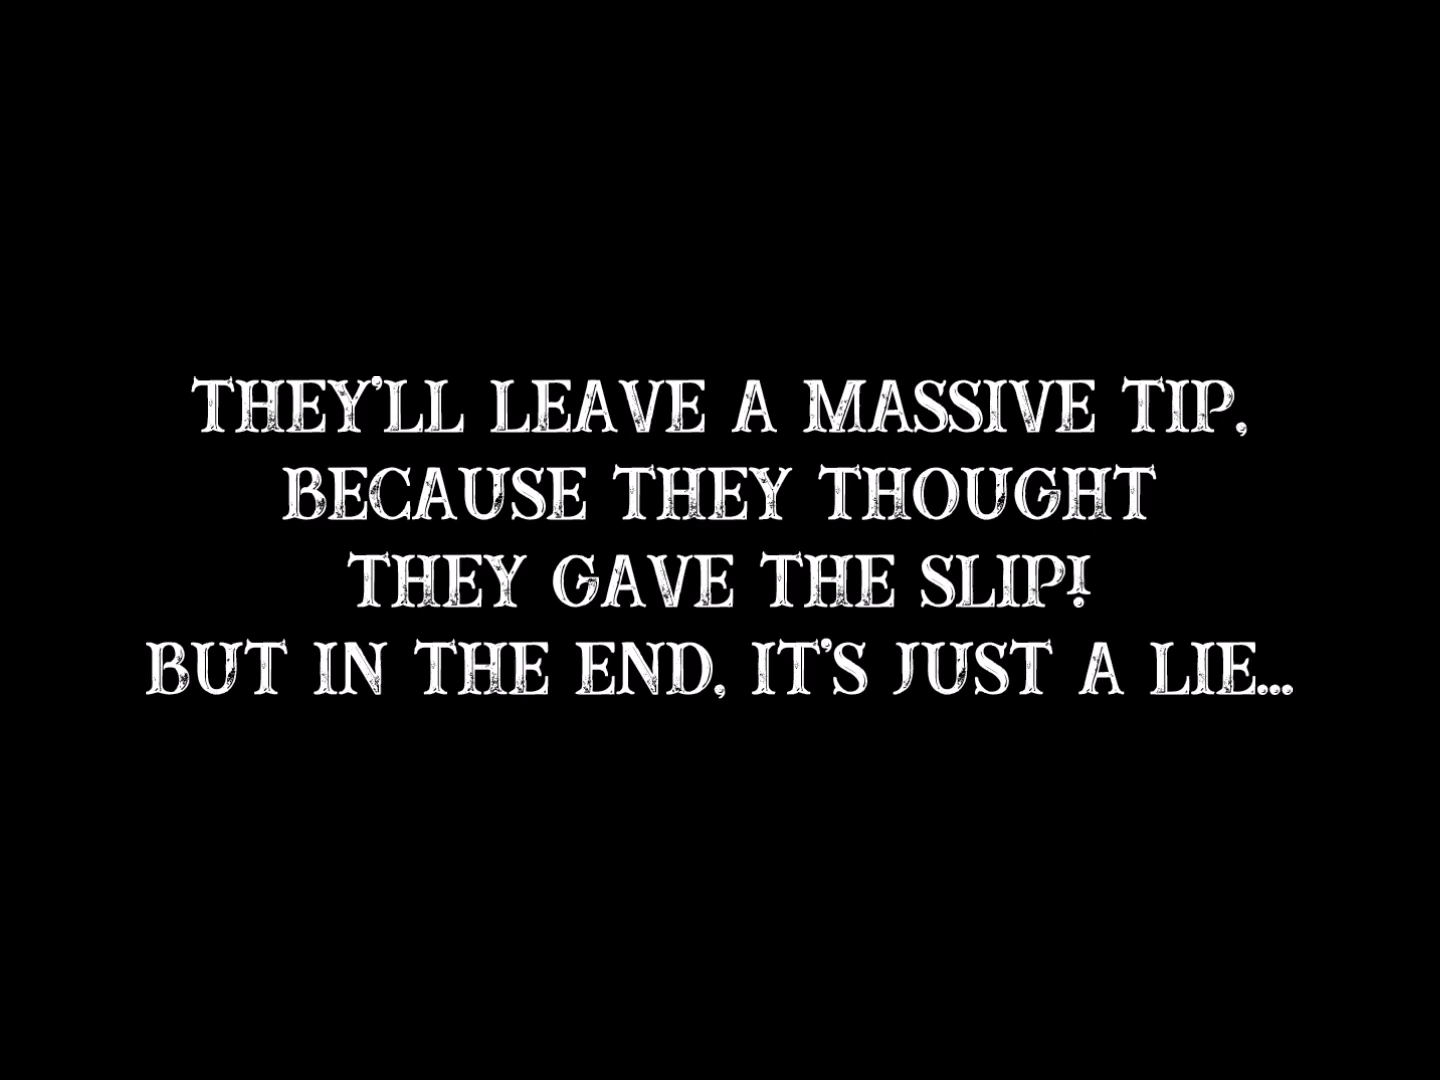 THEY'LL LEAVE A MASSIVE TIP,
BECAUSE THEY THOUGHT
THEY GAVE THE SLIP!
BUT IN THE END, IT'S JUST A LIE...